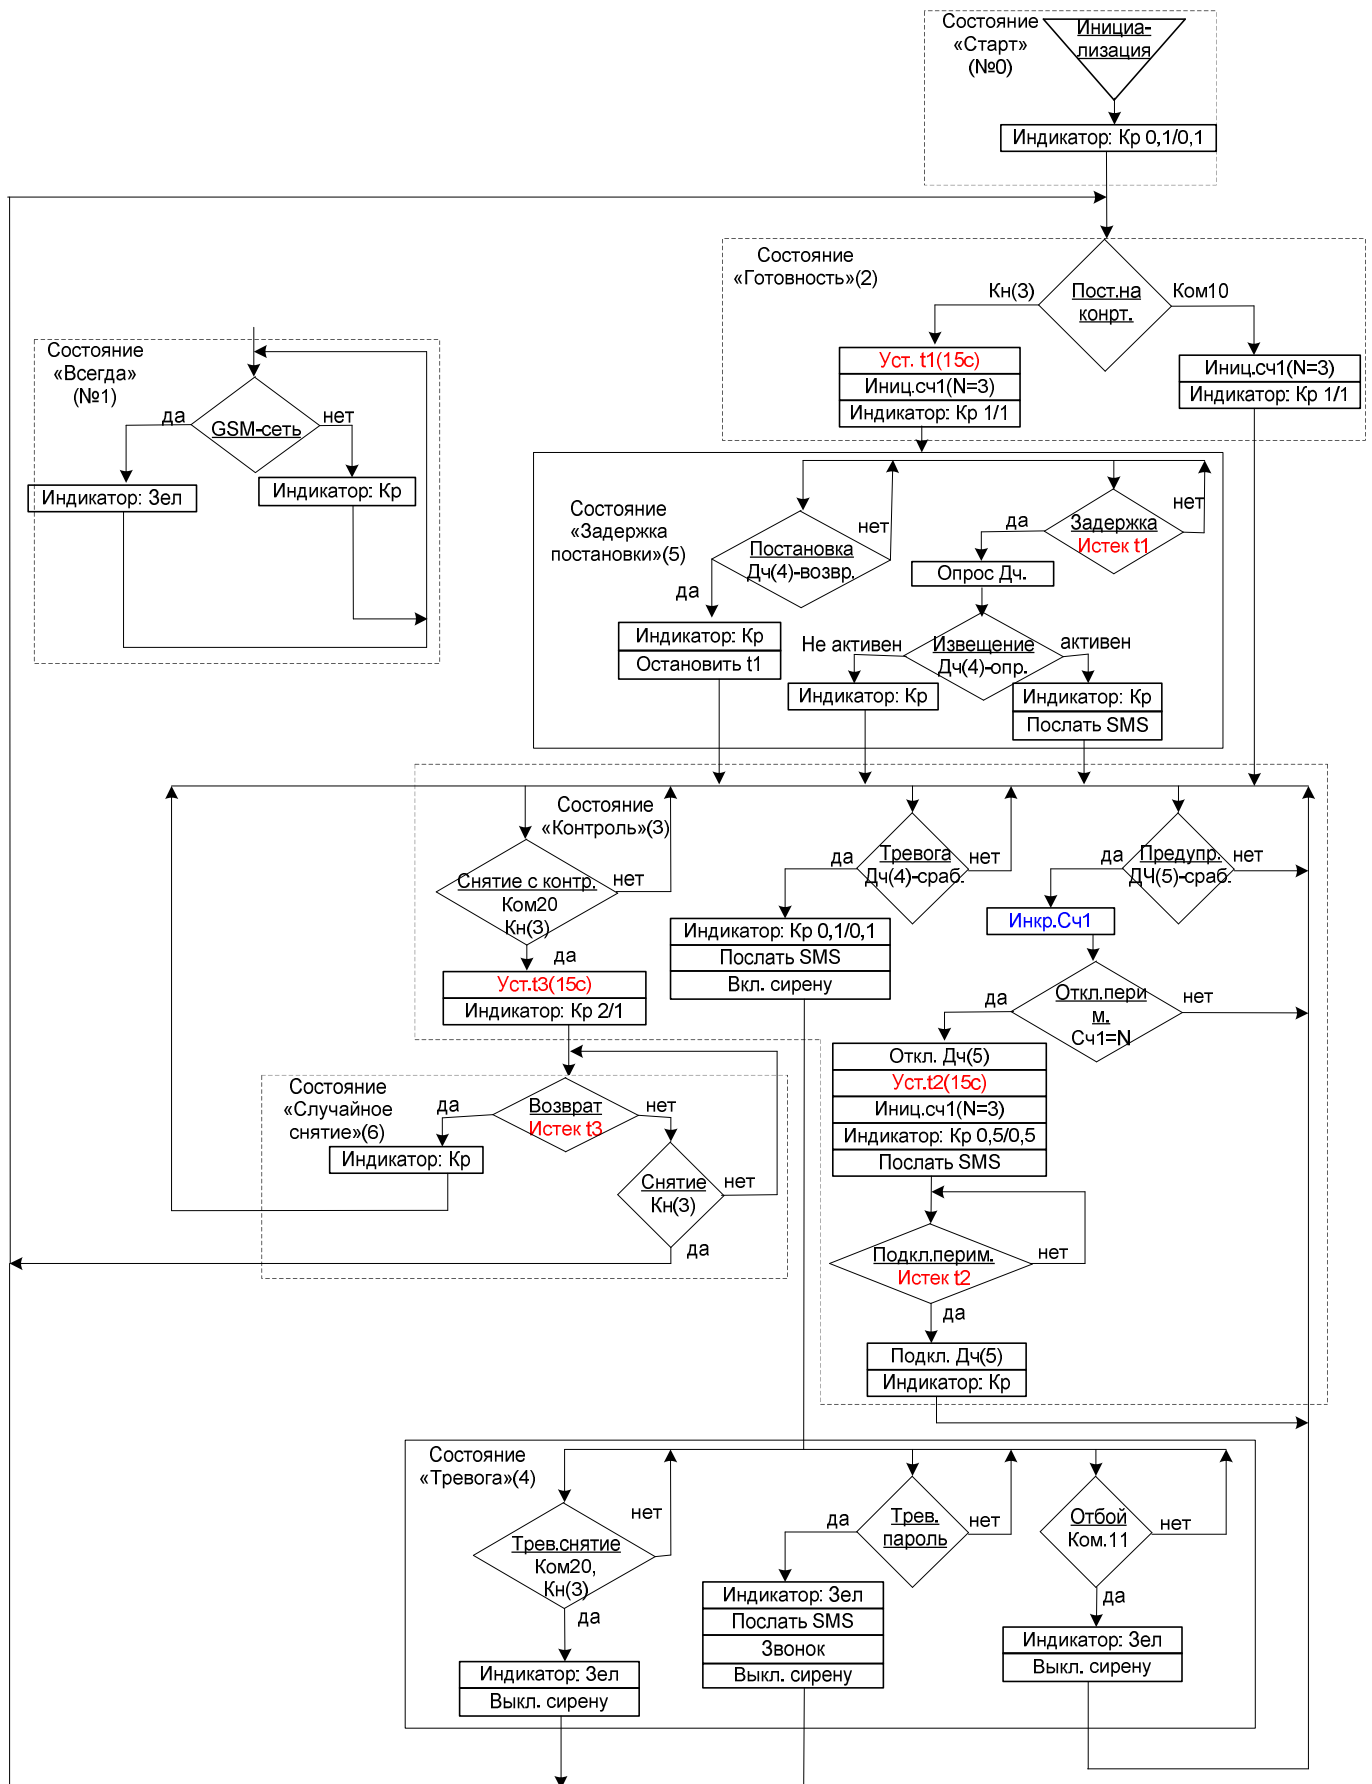 Состояние
«Старт»
(№0)
Инициа-
лизация
Индикатор: Кр 0,1/0,1
Состояние
«Готовность»(2)
Кн(3)
Пост.на
конрт.
Ком10
Уст. t1(15с)
Иниц.сч1(N=3)
Индикатор: Кр 1/1
Иниц.сч1(N=3)
Индикатор: Кр 1/1
Состояние
«Всегда»
(№1)
да
GSM-сеть
нет
Индикатор: Зел
Индикатор: Кр
Состояние
«Задержка
постановки»(5)
Постановка
Дч(4)-возвр.
нет
да
Задержка
Истек t1
нет
да
Опрос Дч.
Индикатор: Кр
Остановить t1
Не активен
Извещение
Дч(4)-опр.
активен
Индикатор: Кр
Индикатор: Кр
Послать SMS
Состояние
«Контроль»(3)
Снятие с контр.
Ком20
Кн(3)
нет
да
Уст.t3(15с)
Индикатор: Кр 2/1
да
Тревога
Дч(4)-сраб.
нет
Индикатор: Кр 0,1/0,1
Послать SMS
Вкл. сирену
да
Предупр.
ДЧ(5)-сраб.
нет
Инкр.Сч1
да
Откл.пери
м.
Сч1=N
нет
Откл. Дч(5)
Уст.t2(15с)
Иниц.сч1(N=3)
Индикатор: Кр 0,5/0,5
Послать SMS
Подкл.перим.
Истек t2
нет
да
Подкл. Дч(5)
Индикатор: Кр
Состояние
«Случайное
снятие»(6)
да
Возврат
Истек t3
нет
Индикатор: Кр
Снятие
Кн(3)
нет
да
Состояние
«Тревога»(4)
Трев.снятие
Ком20,
Кн(3)
нет
да
Индикатор: Зел
Выкл. сирену
да
Трев.
пароль
нет
Индикатор: Зел
Послать SMS
Звонок
Выкл. сирену
Отбой
Ком.11
нет
да
Индикатор: Зел
Выкл. сирену